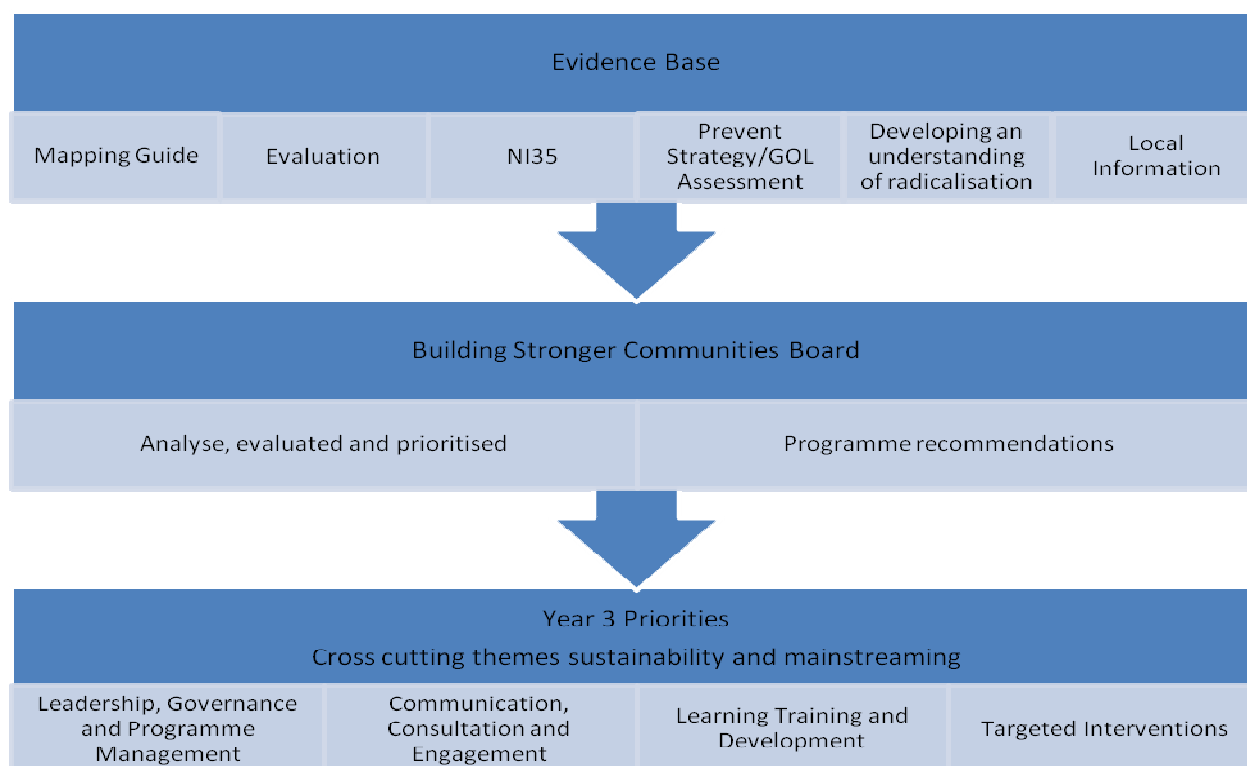 Evidence Base
Mapping Guide
Evaluation
NI35
Prevent
Strategy/GOL
Assessment
Developing an
understanding
of radicalisation
Local
Information
Building Stronger Communities Board
Analyse, evaluated and prioritised
Programme recommendations
Year 3 Priorities
Cross cutting themes sustainability and mainstreaming
Leadership, Governance
and Programme
Management
Communication,
Consultation and
Engagement
Learning Training and
Development
Targeted Interventions